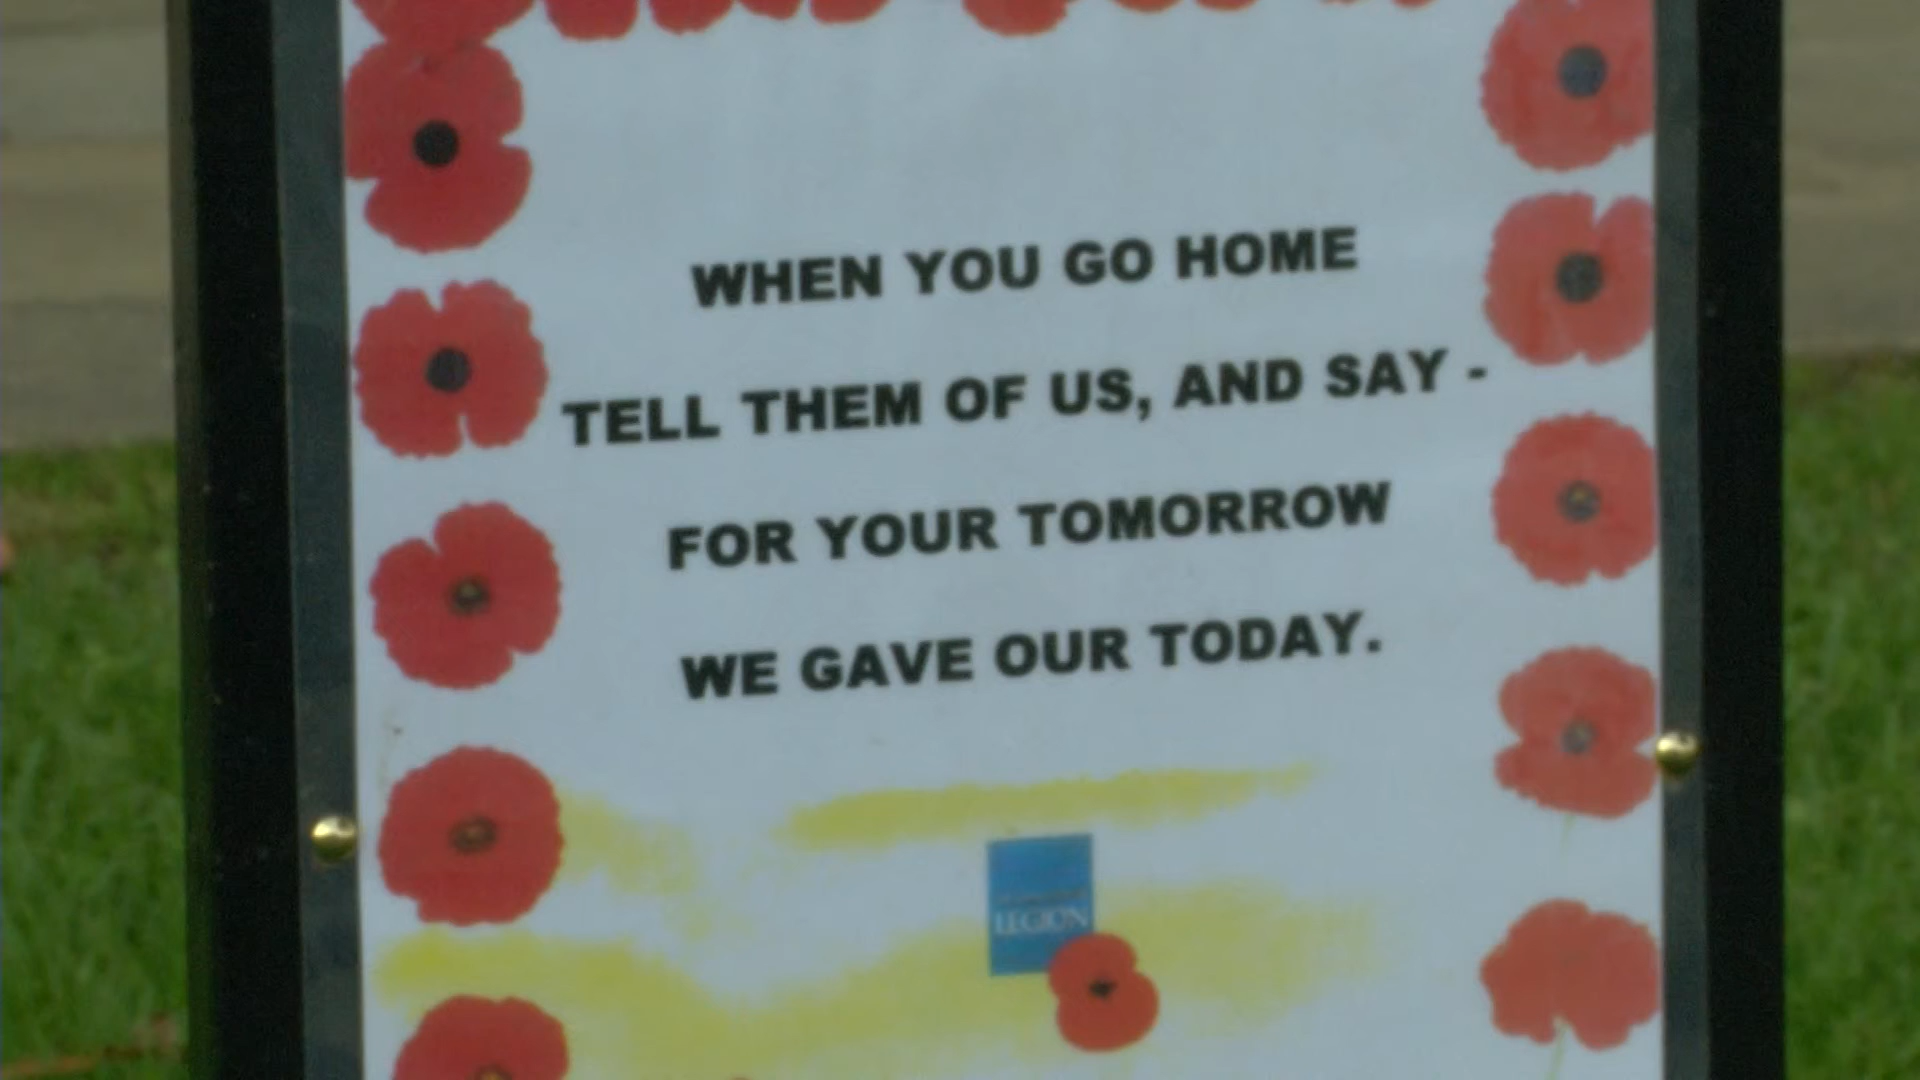 WHEN YOU GO HOME
TELL THEM OF US, AND SAY -
FOR YOUR TOMORROW
WE GAVE OUR TODAY.
LEGION